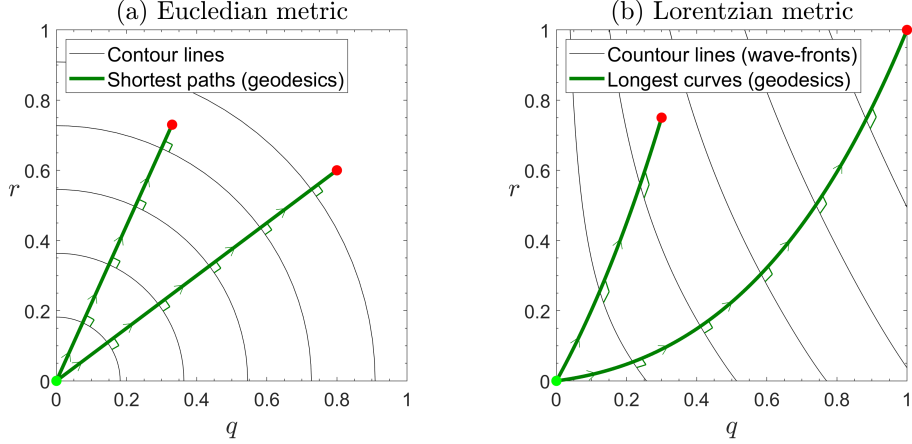 (a) Eucledian metric
Contour lines
Shortest paths (geodesics)
1
0.8
0.6
0.4
0.2
0
r
0
0.2
0.4
0.6
0.8
1
q
(b) Lorentzian metric
Countour lines (wave-fronts)
Longest curves (geodesics)
1
0.8
0.6
0.4
0.2
0
r
0
0.2
0.4
0.6
0.8
1
q